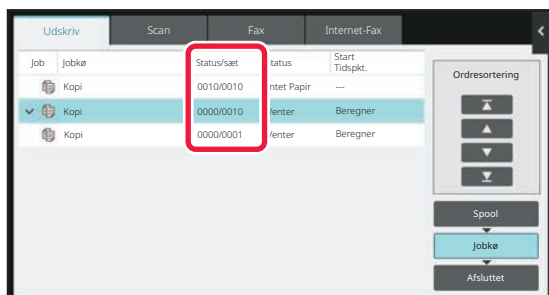 Udskriv Scan Fax Internet-Fax
Job Jobkø Status/sæt tatus Start Tidspkt.
Kopi 0010/0010 ntet Papir ---
Kopi 0000/0010 Venter Beregner
Kopi 0000/0001 Venter Beregner
Ordresortering
Spool
Jobkø
Afsluttet